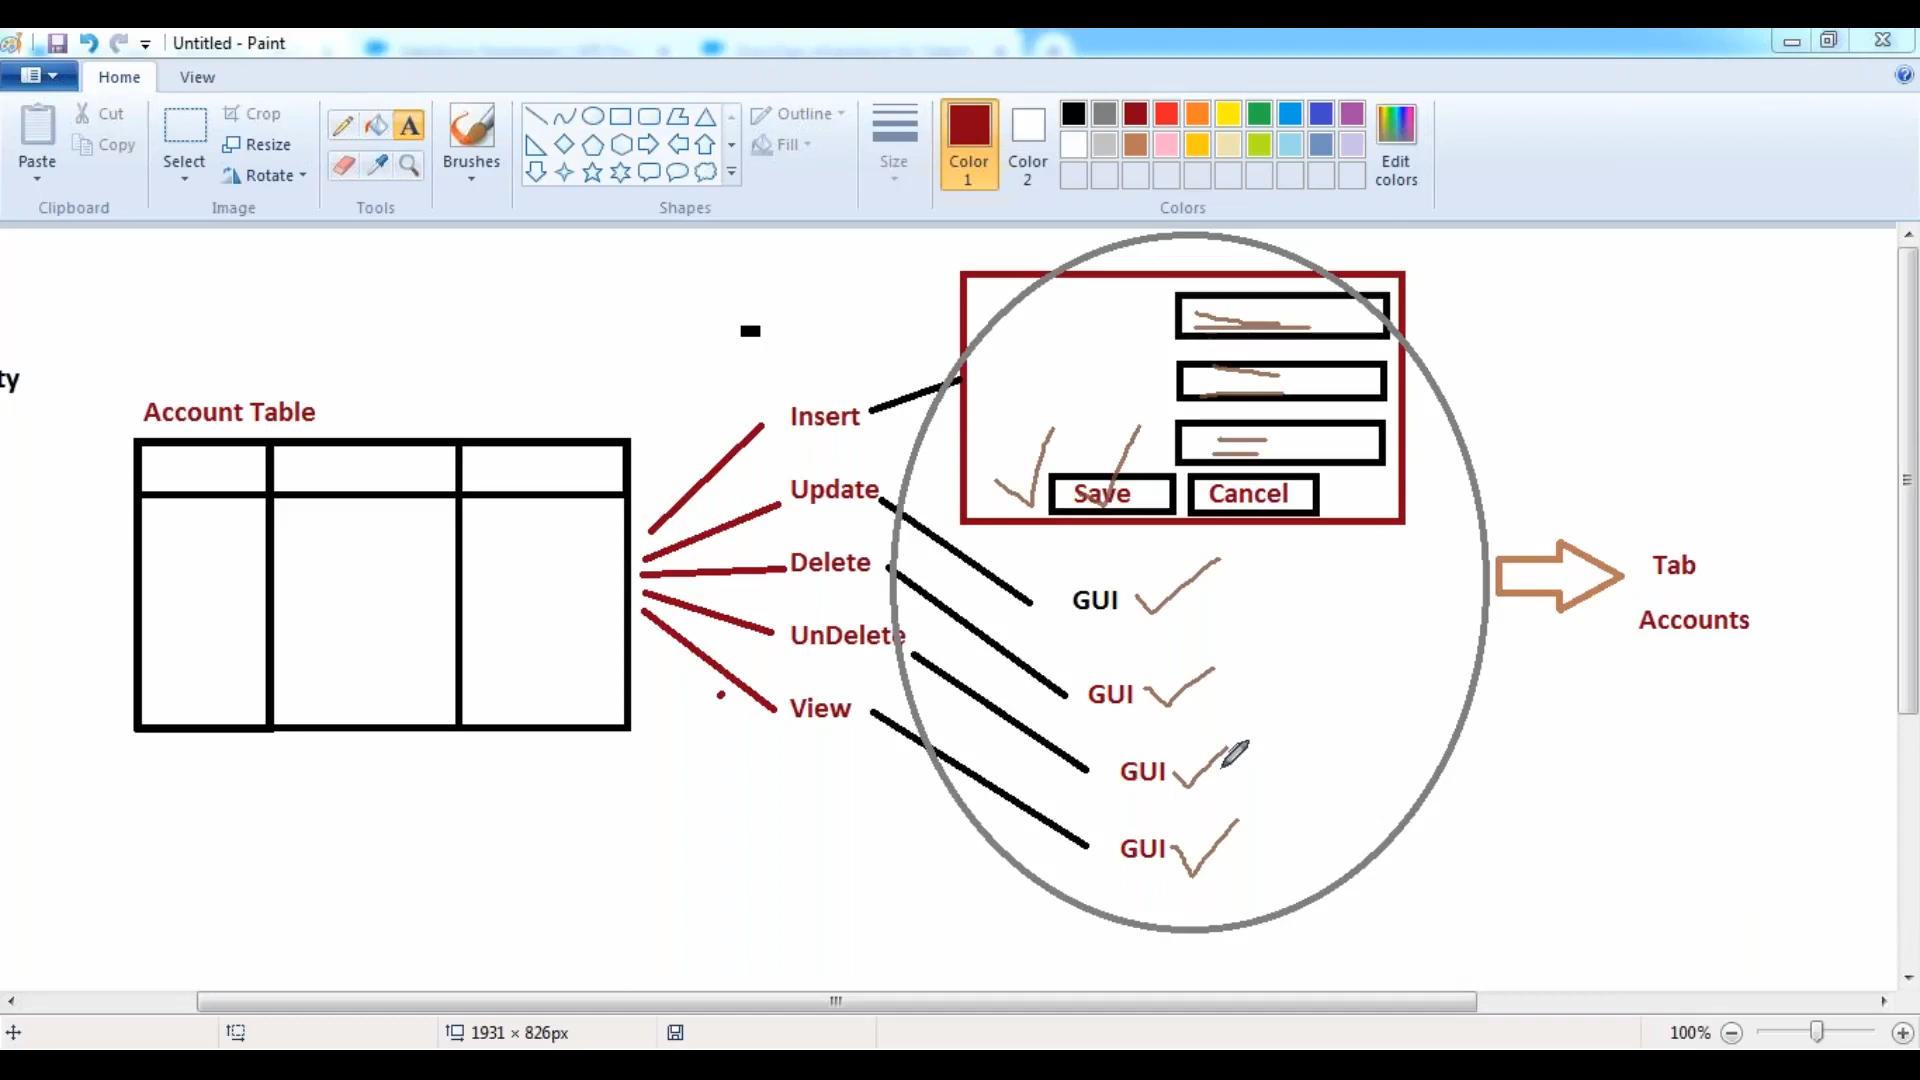 Untitled - Paint
Home View
Paste
Cut
Copy
Clipboard
Select
Crop
Resize
Rotate
Image
A
Tools
Brushes
Shapes
Outline
Fill
Size
Color 1
Color 2
Edit colors
Colors
ty
Account Table
Insert
Update
Delete
UnDelete
View
Save Cancel
GUI
GUI
GUI
GUI
Tab
Accounts
1931 × 826px
100%